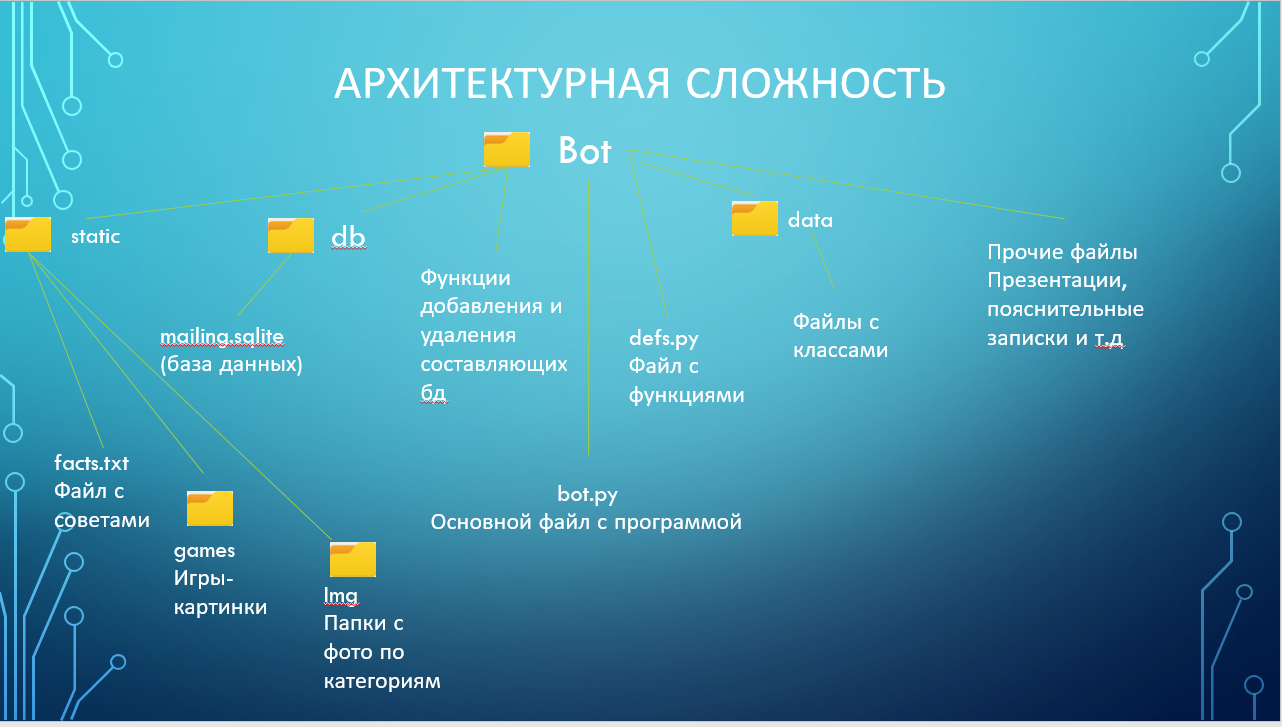 АРХИТЕКТУРНАЯ СЛОЖНОСТЬ
Bot
static
db
data
Функции
добавления и
удаления
составляющих
бд
mailing.sqlite
(база данных)
defs.py
Файл с
функциями
Файлы с
классами
Прочие файлы
Презентации,
пояснительные
записки и т.д
facts.txt
Файл с
советами
games
Игры-
картинки
Img
Папки с
фото по
категориям
bot.py
Основной файл с программой